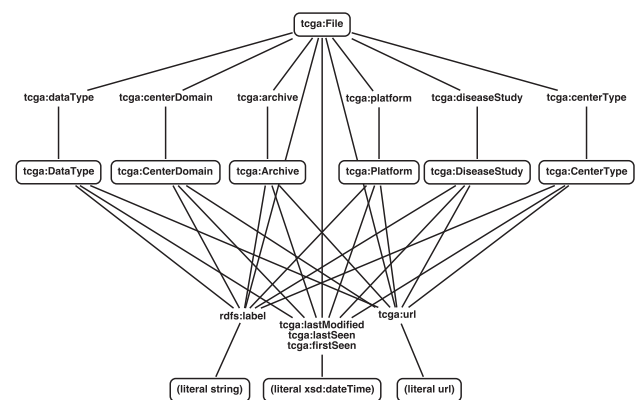 tcga:File
tcga:dataType tcga:centerDomain tcga:archive tcga:platform tcga:diseaseStudy tcga:centerType
tcga:DataType tcga:CenterDomain tcga:Archive tcga:Platform tcga:DiseaseStudy tcga:CenterType
rdfs:label tcga:url
tcga:lastModified
tcga:lastSeen
tcga:firstSeen
(literal string) (literal xsd:dateTime) (literal url)